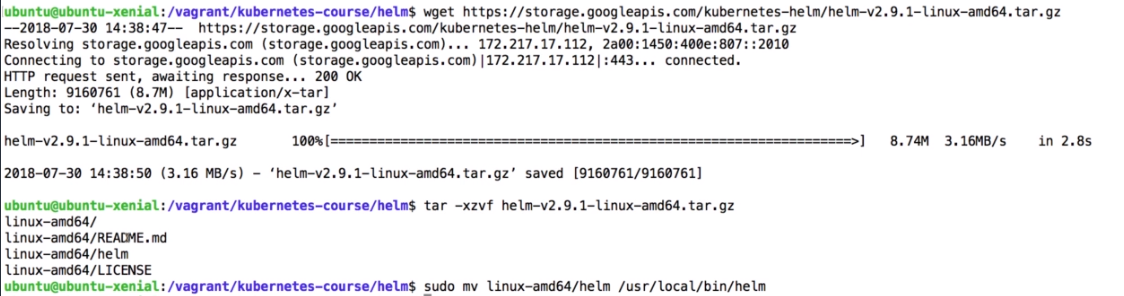 ubuntu@ubuntu-xenial:/vagrant/kubernetes-course/helm$ wget https://storage.googleapis.com/kubernetes-helm/helm-v2.9.1-linux-amd64.tar.gz
--2018-07-30 14:38:47--  https://storage.googleapis.com/kubernetes-helm/helm-v2.9.1-linux-amd64.tar.gz
Resolving storage.googleapis.com (storage.googleapis.com)... 172.217.17.112, 2a00:1450:400e:807::2010
Connecting to storage.googleapis.com (storage.googleapis.com)|172.217.17.112|:443... connected.
HTTP request sent, awaiting response... 200 OK
Length: 9160761 (8.7M) [application/x-tar]
Saving to: ‘helm-v2.9.1-linux-amd64.tar.gz’
helm-v2.9.1-linux-amd64.tar.gz 100%[===================================================================>] 8.74M 3.16MB/s in 2.8s
2018-07-30 14:38:50 (3.16 MB/s) - ‘helm-v2.9.1-linux-amd64.tar.gz’ saved [9160761/9160761]
ubuntu@ubuntu-xenial:/vagrant/kubernetes-course/helm$ tar -xzvf helm-v2.9.1-linux-amd64.tar.gz
linux-amd64/
linux-amd64/README.md
linux-amd64/helm
linux-amd64/LICENSE
ubuntu@ubuntu-xenial:/vagrant/kubernetes-course/helm$ sudo mv linux-amd64/helm /usr/local/bin/helm